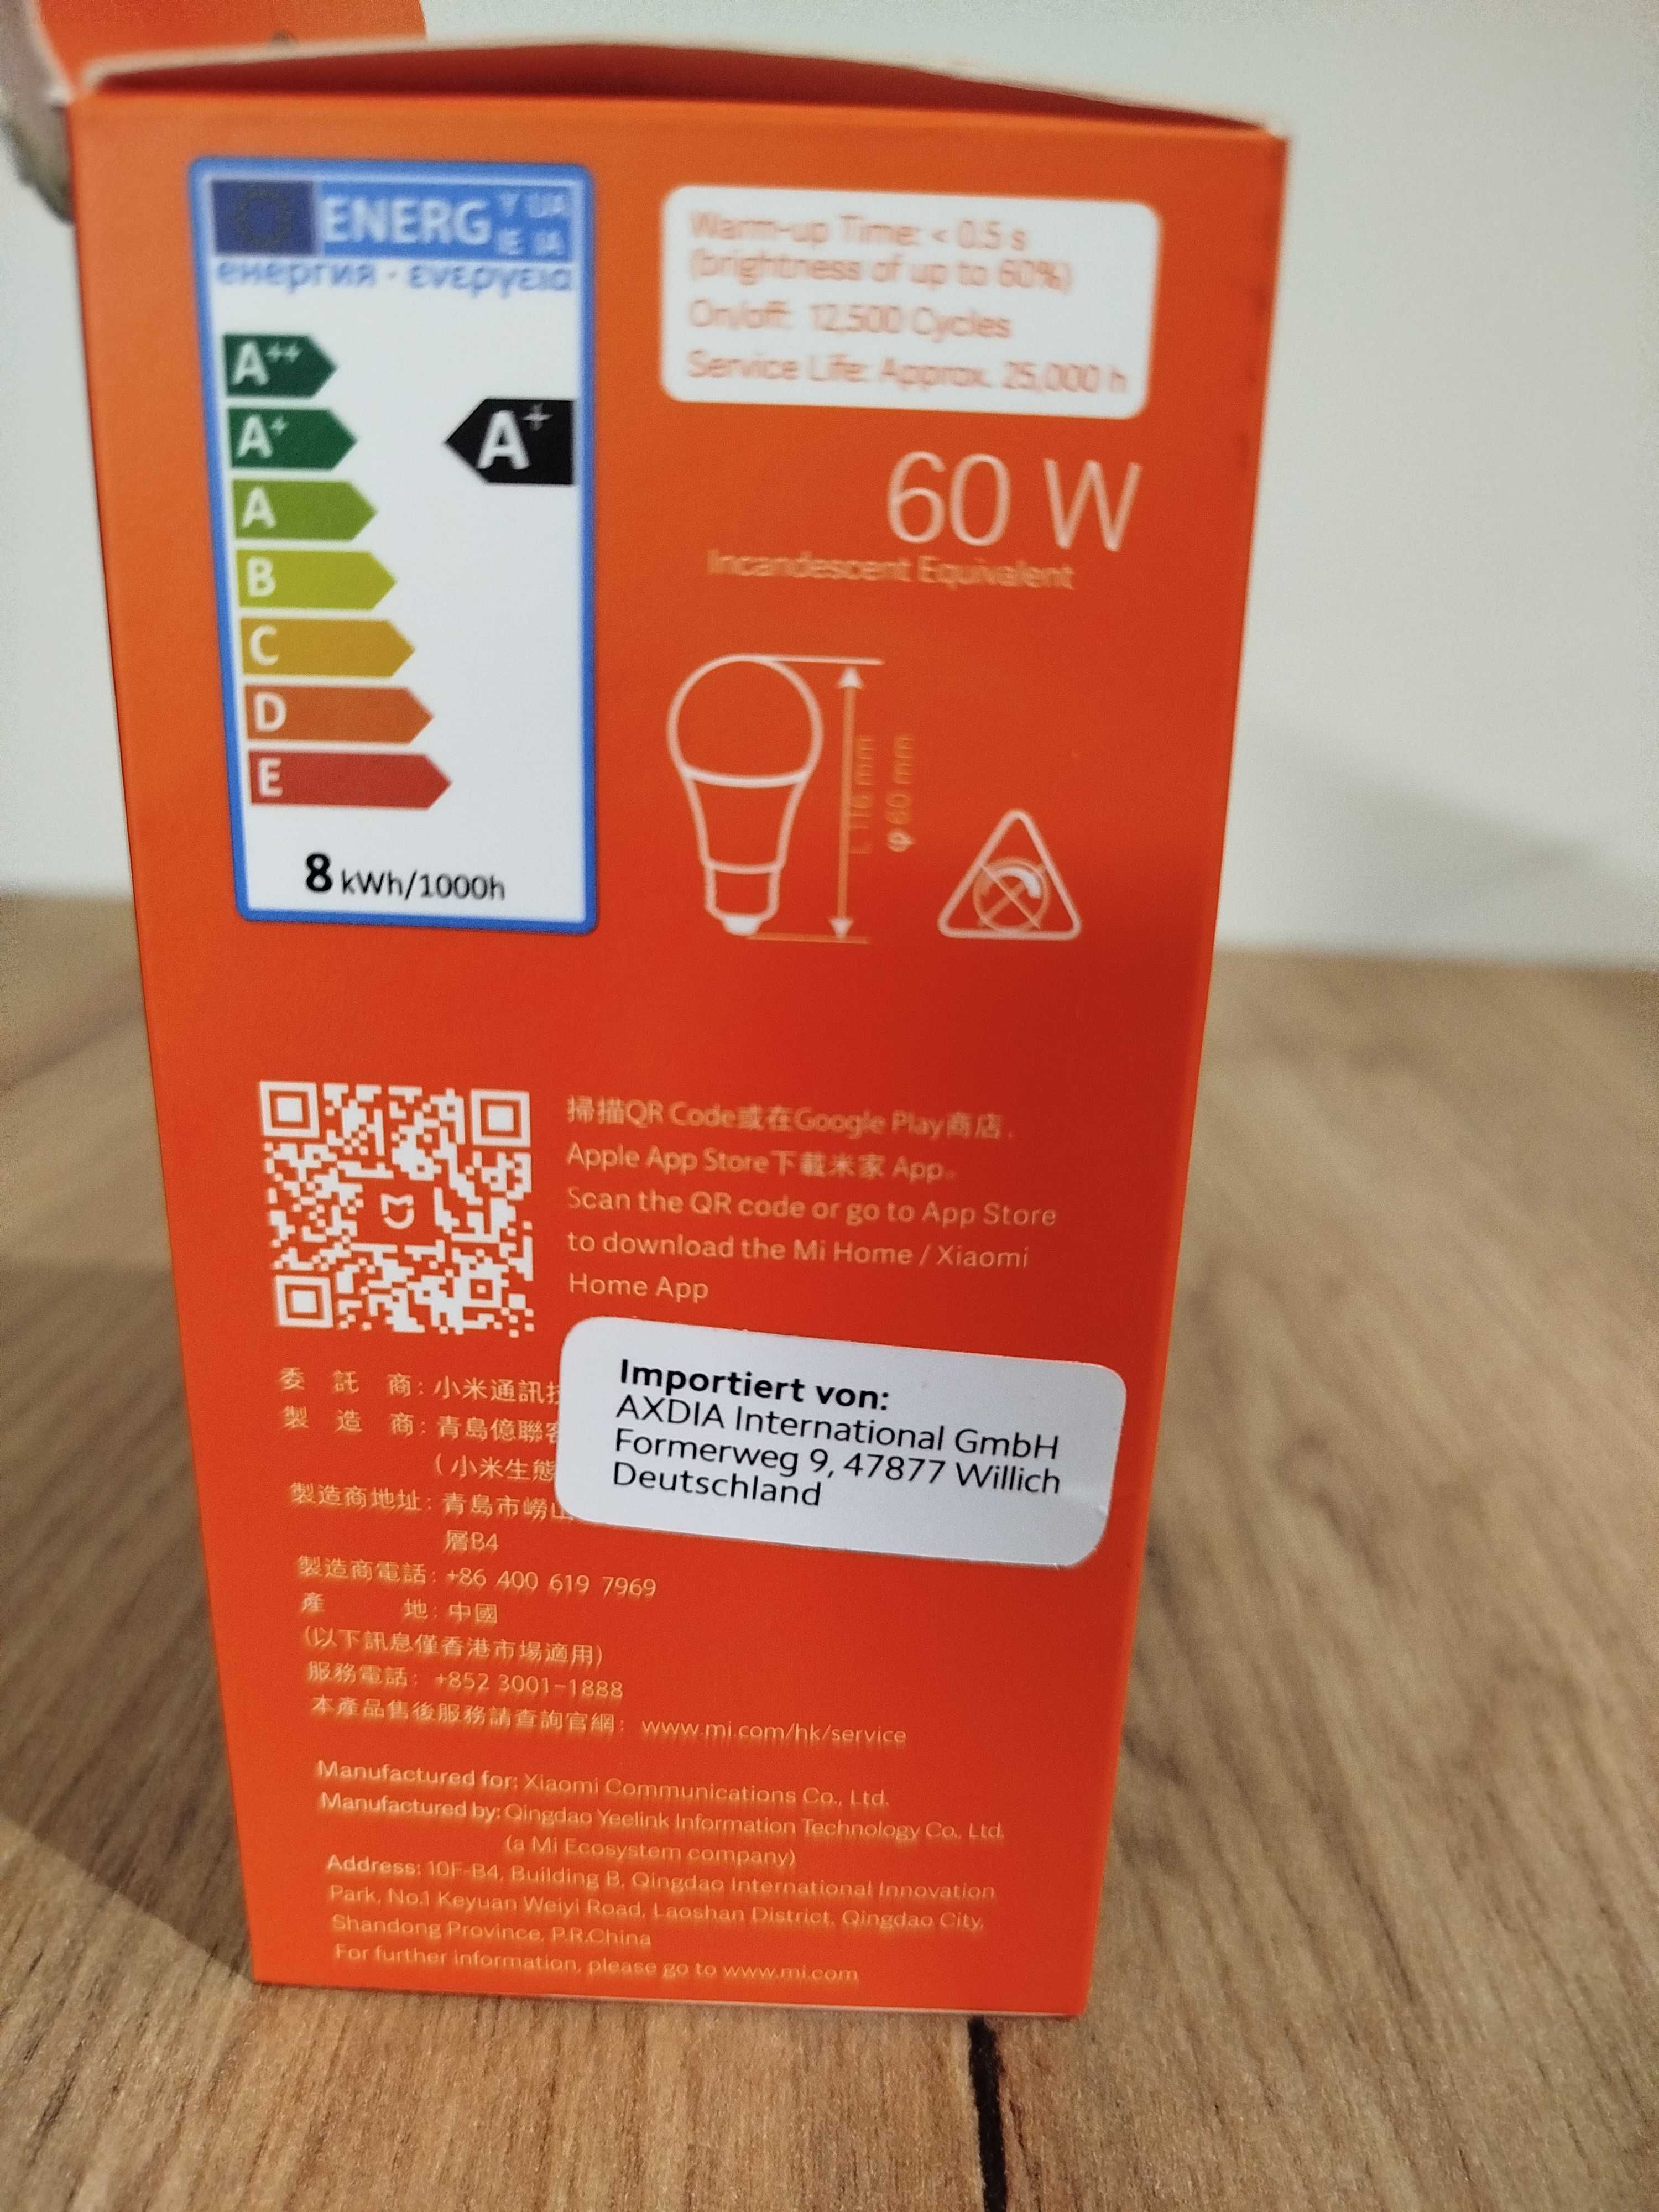 ENERG Y UA
IE IA
енергия · ενεργεια
A++
A+
A+
A
B
C
D
E
8 kWh/1000h
Warm-up Time: < 0.5 s
(brightness of up to 60%)
On/off: 12,500 Cycles
Service Life: Approx. 25,000 h
60 W
Incandescent Equivalent
L 116 mm
φ 60 mm
掃描QR Code或在Google Play商店,
Apple App Store下載米家 App。
Scan the QR code or go to App Store
to download the Mi Home / Xiaomi
Home App
Importiert von:
AXDIA International GmbH
Formerweg 9, 47877 Willich
Deutschland
委託商: 小米通訊技
製造商: 青島億聯客
(小米生態
製造商地址: 青島市嶗山
層B4
製造商電話: +86 400 619 7969
產地: 中國
(以下訊息僅香港市場適用)
服務電話: +852 3001-1888
本產品售後服務請查詢官網: www.mi.com/hk/service
Manufactured for: Xiaomi Communications Co., Ltd.
Manufactured by: Qingdao Yeelink Information Technology Co., Ltd.
(a Mi Ecosystem company)
Address: 10F-B4, Building B, Qingdao International Innovation
Park, No.1 Keyuan Weiyi Road, Laoshan District, Qingdao City,
Shandong Province, P.R.China
For further information, please go to www.mi.com